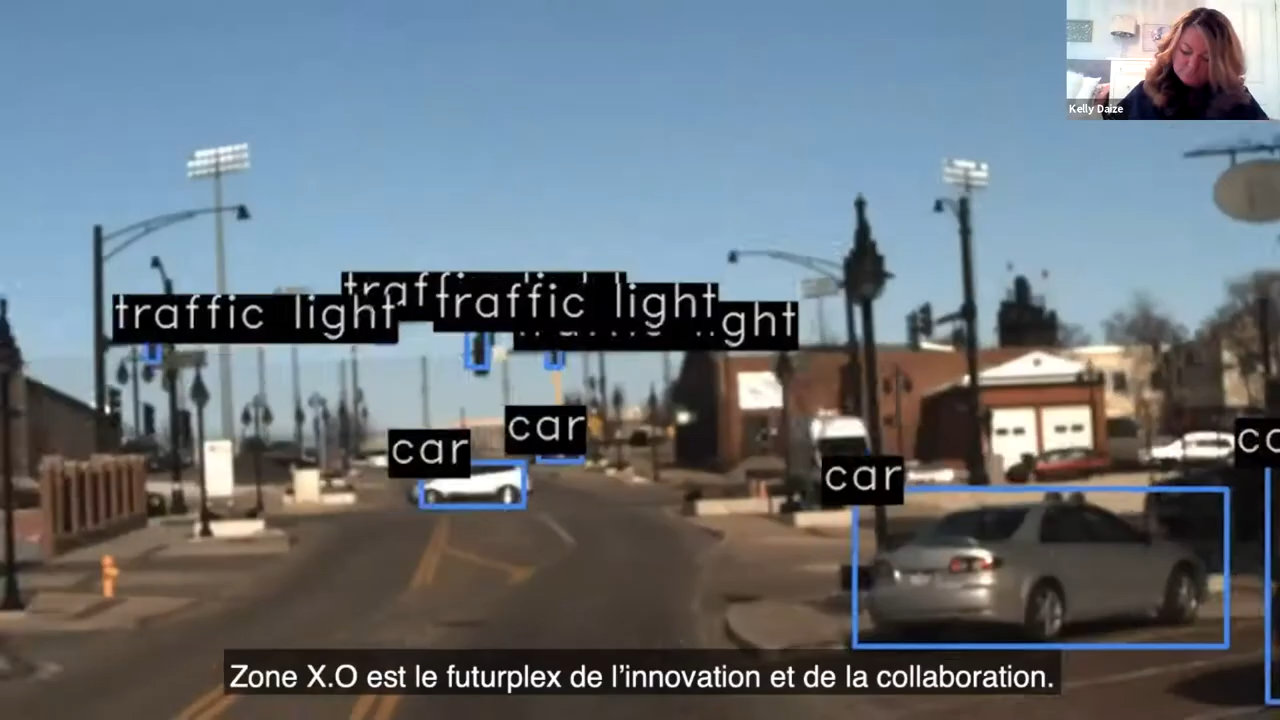 Kelly Daize
traffic light
traffic light
car
car
car
Zone X.O est le futurplex de l'innovation et de la collaboration.